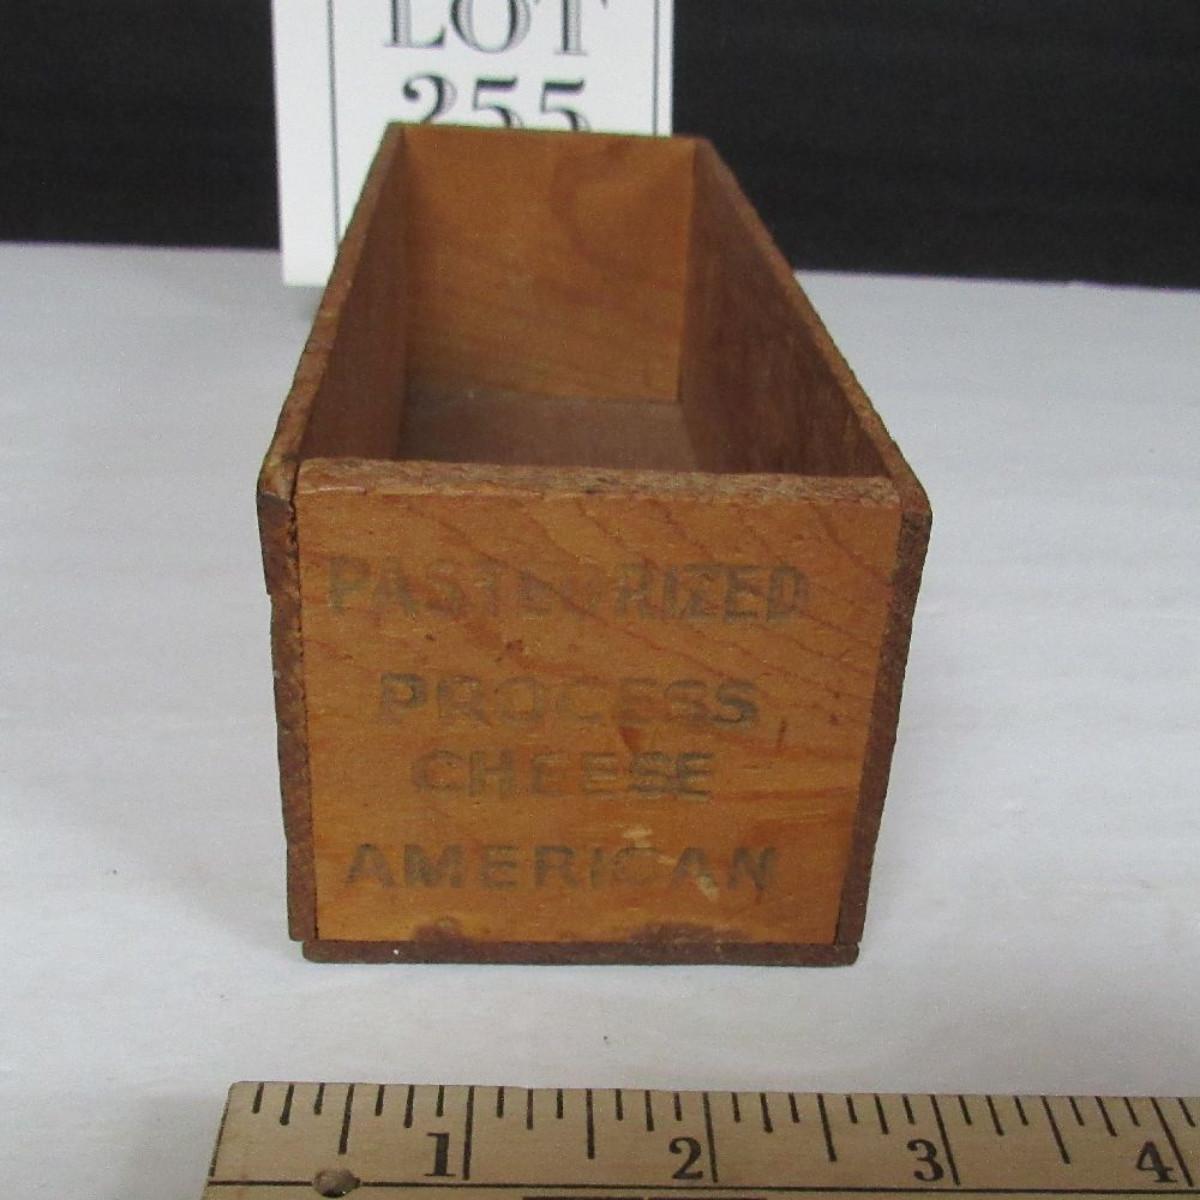 LOT
255
PASTEURIZED
PROCESS
CHEESE
AMERICAN
1 2 3 4